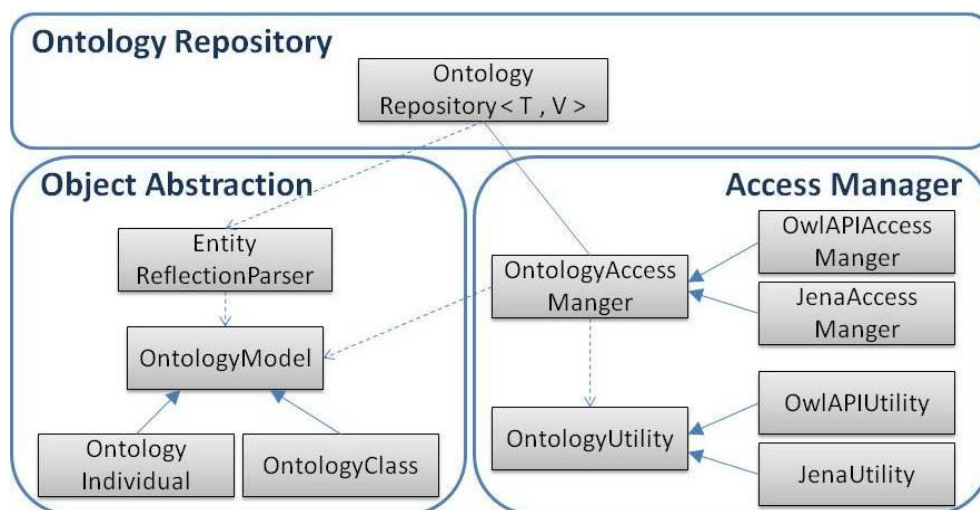 Ontology Repository
Ontology
Repository< T , V >
Object Abstraction
Entity
ReflectionParser
OntologyModel
Ontology
Individual
OntologyClass
Access Manager
OntologyAccess
Manger
OwlAPIAccess
Manger
JenaAccess
Manger
OntologyUtility
OwlAPIUtility
JenaUtility